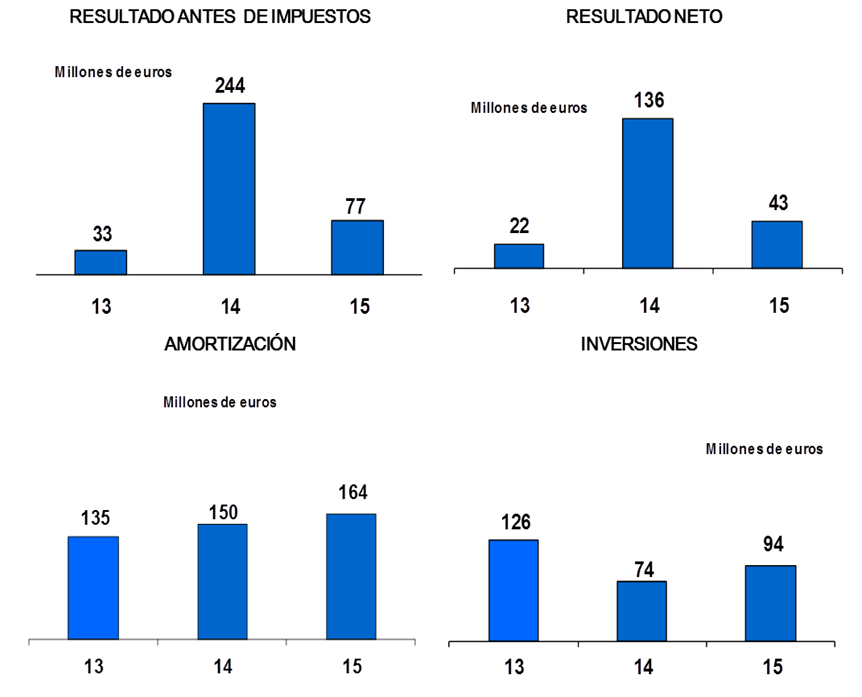 RESULTADO ANTES DE IMPUESTOS
Millones de euros
244
77
33
13 14 15
RESULTADO NETO
Millones de euros
136
43
22
13 14 15
AMORTIZACIÓN
Millones de euros
164
150
135
13 14 15
INVERSIONES
Millones de euros
126
94
74
13 14 15